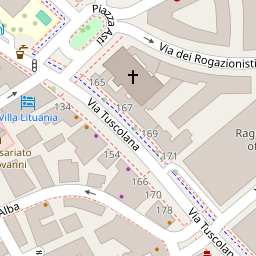 Piazza Asti
Via dei Rogazionisti
165
134
167
Villa Lituania
Via Tuscolana
169
Rag
of
154
171
sariato
ovanni
166
170
Alba
178
Via Tuscolana